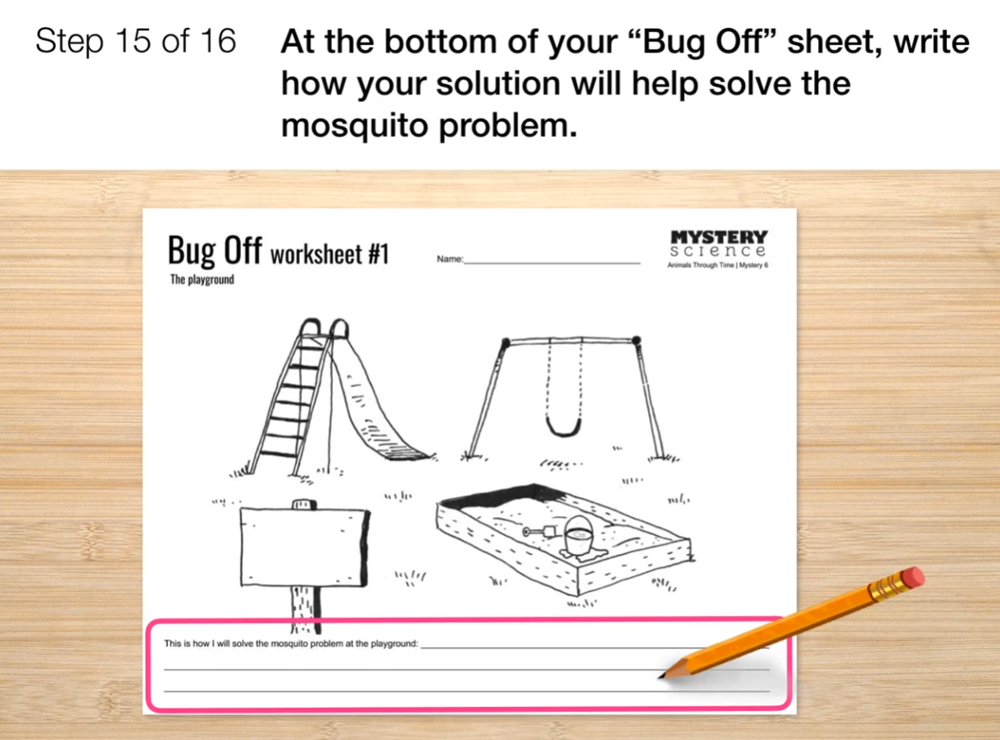 Step 15 of 16
At the bottom of your “Bug Off” sheet, write
how your solution will help solve the
mosquito problem.
Bug Off worksheet #1
The playground
Name:
MYSTERY
science
Animals Through Time | Mystery 6
This is how I will solve the mosquito problem at the playground: